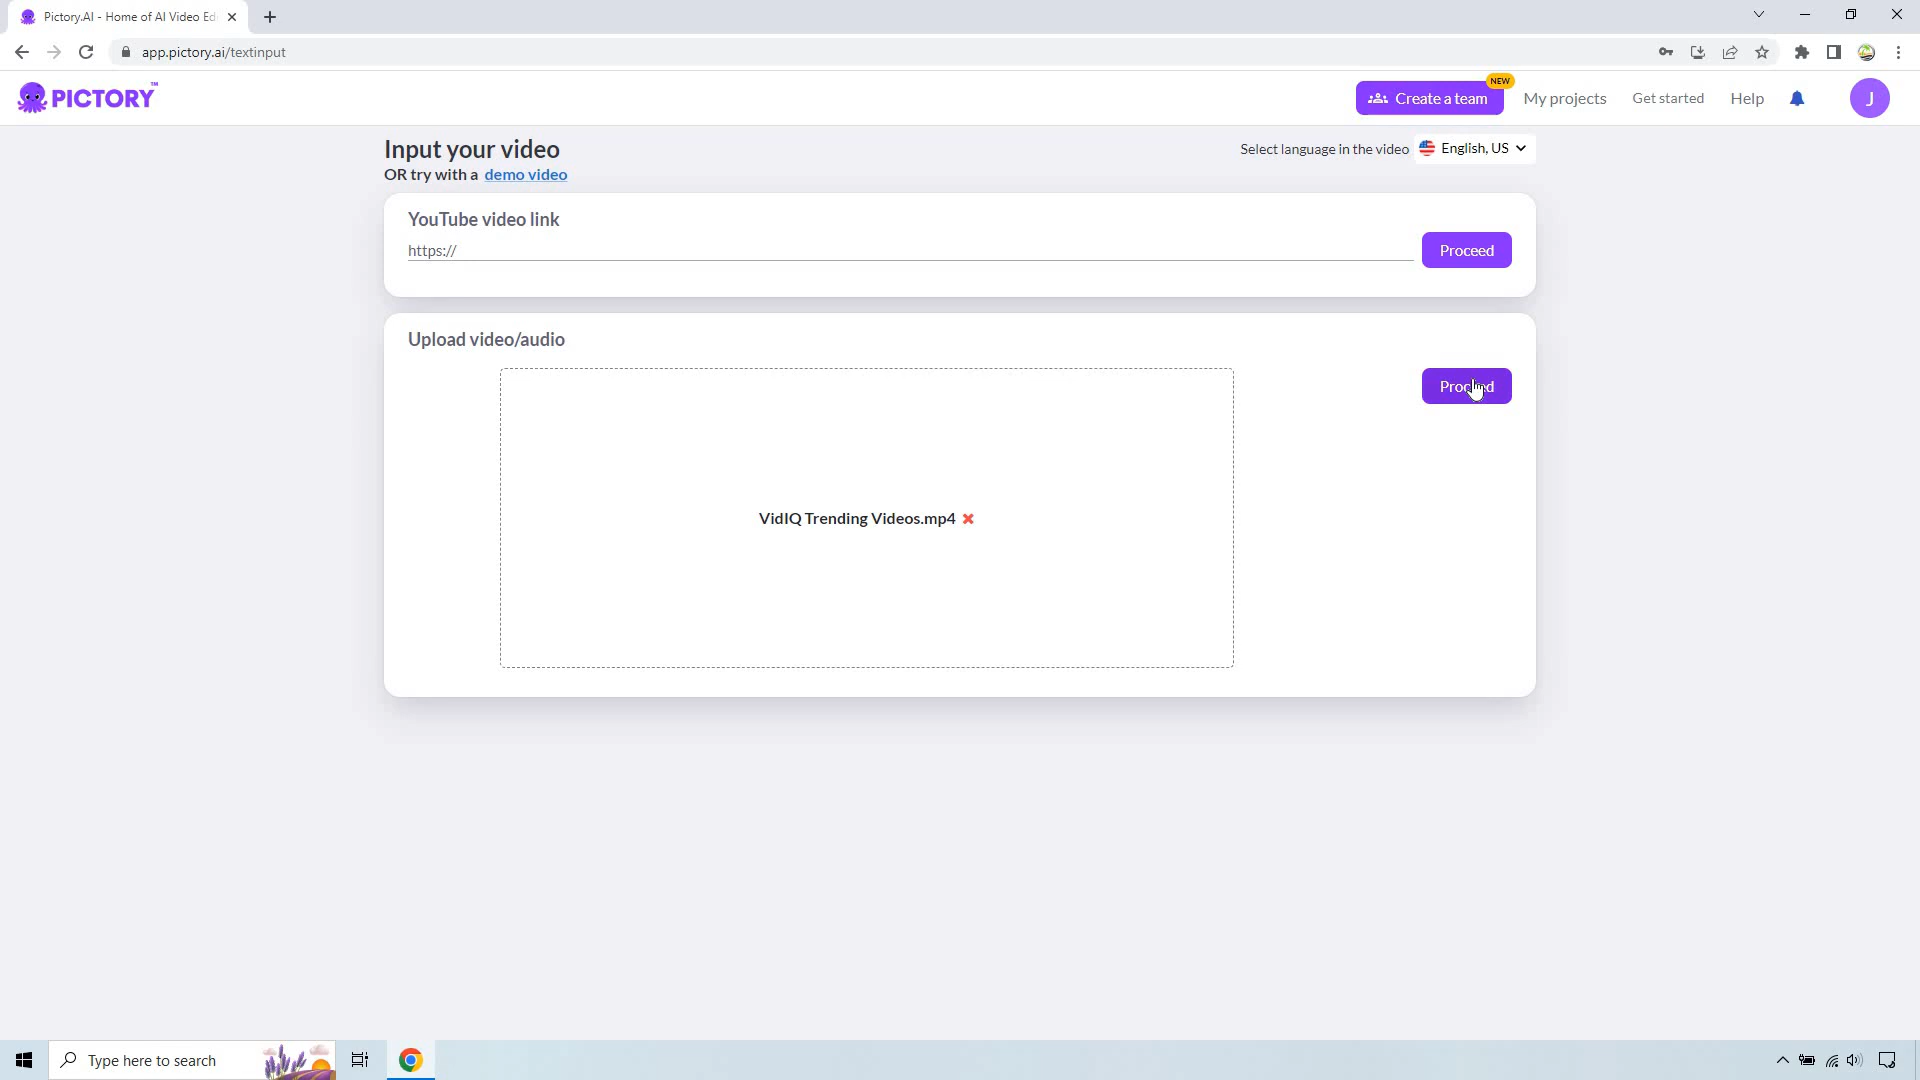 Pictory.AI - Home of AI Video Ed
app.pictory.ai/textinput
PICTORY™
NEW
Create a team
My projects
Get started
Help
J
Input your video
Select language in the video
English, US
OR try with a demo video
YouTube video link
https://
Proceed
Upload video/audio
Proceed
VidIQ Trending Videos.mp4
Type here to search